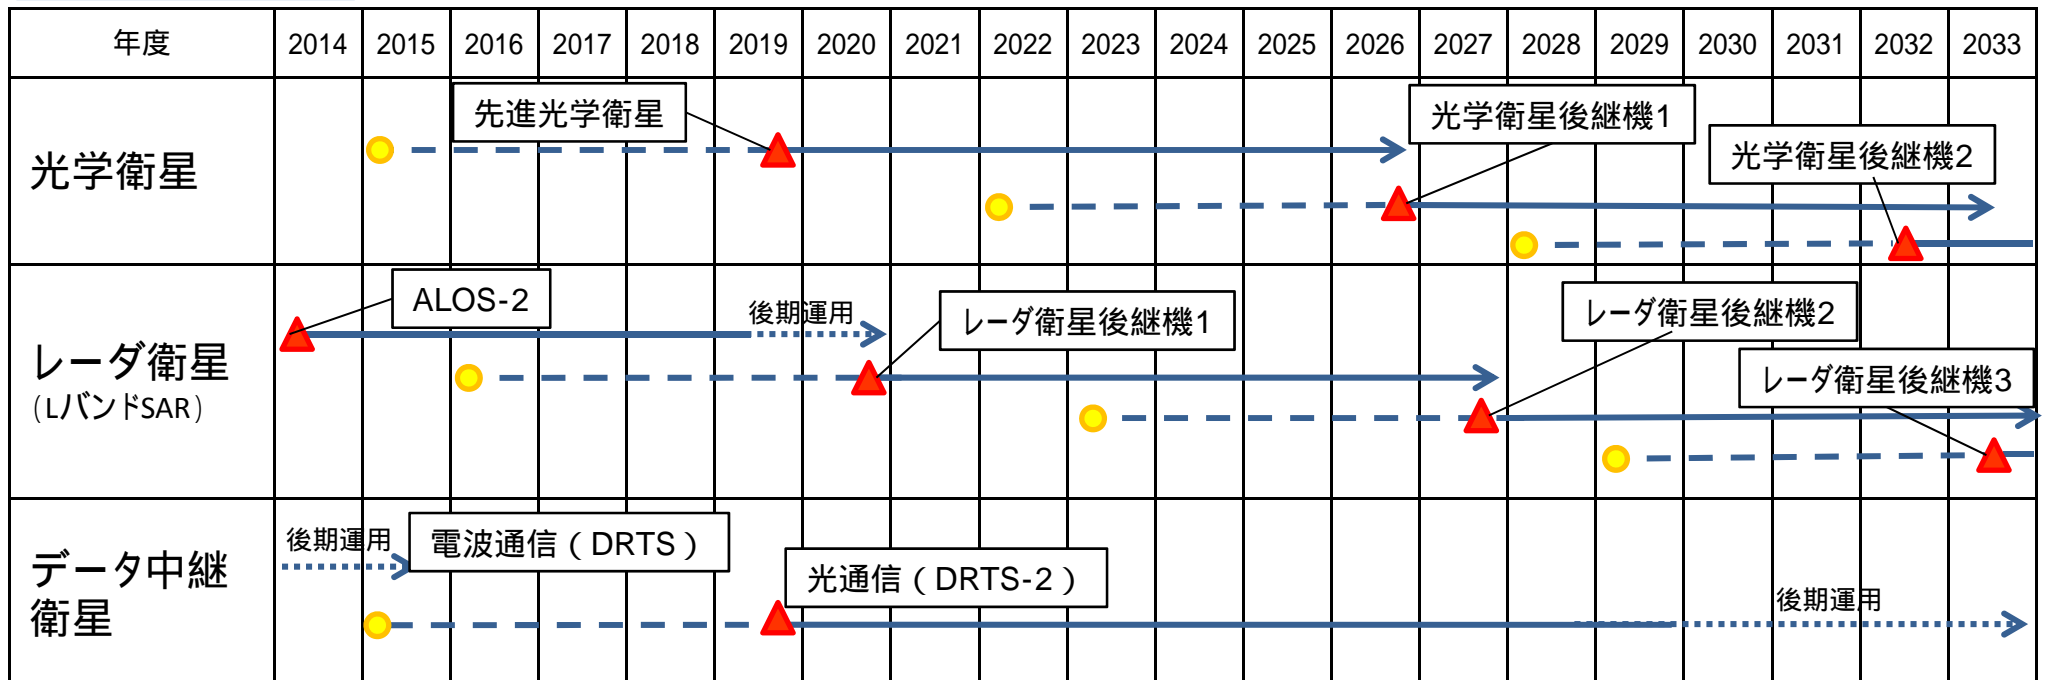 年度 2014 2015 2016 2017 2018 2019 2020 2021 2022 2023 2024 2025 2026 2027 2028 2029 2030 2031 2032 2033
光学衛星
先進光学衛星
光学衛星後継機1
光学衛星後継機2
レーダ衛星
（LバンドSAR）
ALOS-2
後期運用
レーダ衛星後継機1
レーダ衛星後継機2
レーダ衛星後継機3
データ中継
衛星
後期運用
電波通信（DRTS）
光通信（DRTS-2）
後期運用